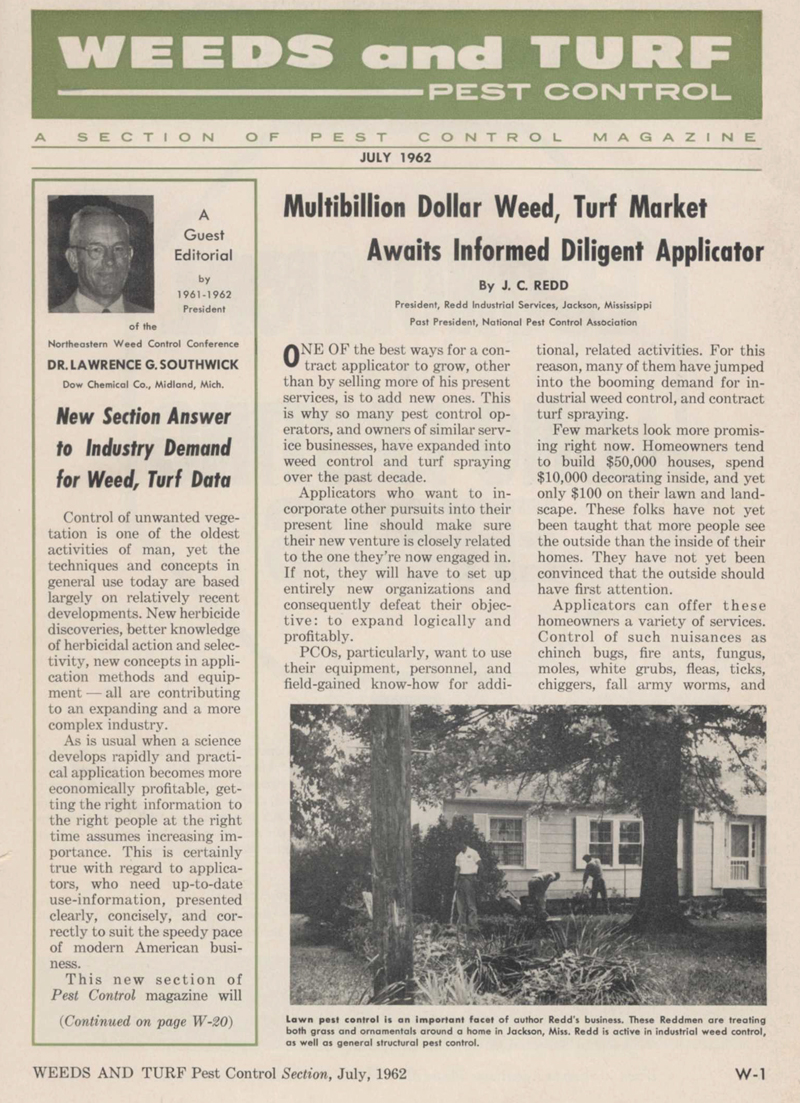 WEEDS and TURF
PEST CONTROL
A SECTION OF PEST CONTROL MAGAZINE
JULY 1962
A
Guest
Editorial
by
1961-1962
President
of the
Northeastern Weed Control Conference
DR. LAWRENCE G. SOUTHWICK
Dow Chemical Co., Midland, Mich.
New Section Answer
to Industry Demand
for Weed, Turf Data
Control of unwanted vege-
tation is one of the oldest
activities of man, yet the
techniques and concepts in
general use today are based
largely on relatively recent
developments. New herbicide
discoveries, better knowledge
of herbicidal action and selec-
tivity, new concepts in appli-
cation methods and equip-
ment — all are contributing
to an expanding and a more
complex industry.
As is usual when a science
develops rapidly and practi-
cal application becomes more
economically profitable, get-
ting the right information to
the right people at the right
time assumes increasing im-
portance. This is certainly
true with regard to applica-
tors, who need up-to-date
use-information, presented
clearly, concisely, and cor-
rectly to suit the speedy pace
of modern American busi-
ness.
This new section of
Pest Control magazine will
(Continued on page W-20)
Multibillion Dollar Weed, Turf Market
Awaits Informed Diligent Applicator
By J. C. REDD
President, Redd Industrial Services, Jackson, Mississippi
Past President, National Pest Control Association
ONE OF the best ways for a con-
tract applicator to grow, other
than by selling more of his present
services, is to add new ones. This
is why so many pest control op-
erators, and owners of similar serv-
ice businesses, have expanded into
weed control and turf spraying
over the past decade.
Applicators who want to in-
corporate other pursuits into their
present line should make sure
their new venture is closely related
to the one they're now engaged in.
If not, they will have to set up
entirely new organizations and
consequently defeat their objec-
tive: to expand logically and
profitably.
PCOs, particularly, want to use
their equipment, personnel, and
field-gained know-how for addi-
tional, related activities. For this
reason, many of them have jumped
into the booming demand for in-
dustrial weed control, and contract
turf spraying.
Few markets look more promis-
ing right now. Homeowners tend
to build $50,000 houses, spend
$10,000 decorating inside, and yet
only $100 on their lawn and land-
scape. These folks have not yet
been taught that more people see
the outside than the inside of their
homes. They have not yet been
convinced that the outside should
have first attention.
Applicators can offer these
homeowners a variety of services.
Control of such nuisances as
chinch bugs, fire ants, fungus,
moles, white grubs, fleas, ticks,
chiggers, fall army worms, and
Lawn pest control is an important facet of author Redd's business. These Reddmen are treating
both grass and ornamentals around a home in Jackson, Miss. Redd is active in industrial weed control,
as well as general structural pest control.
WEEDS AND TURF Pest Control Section, July, 1962
W-1